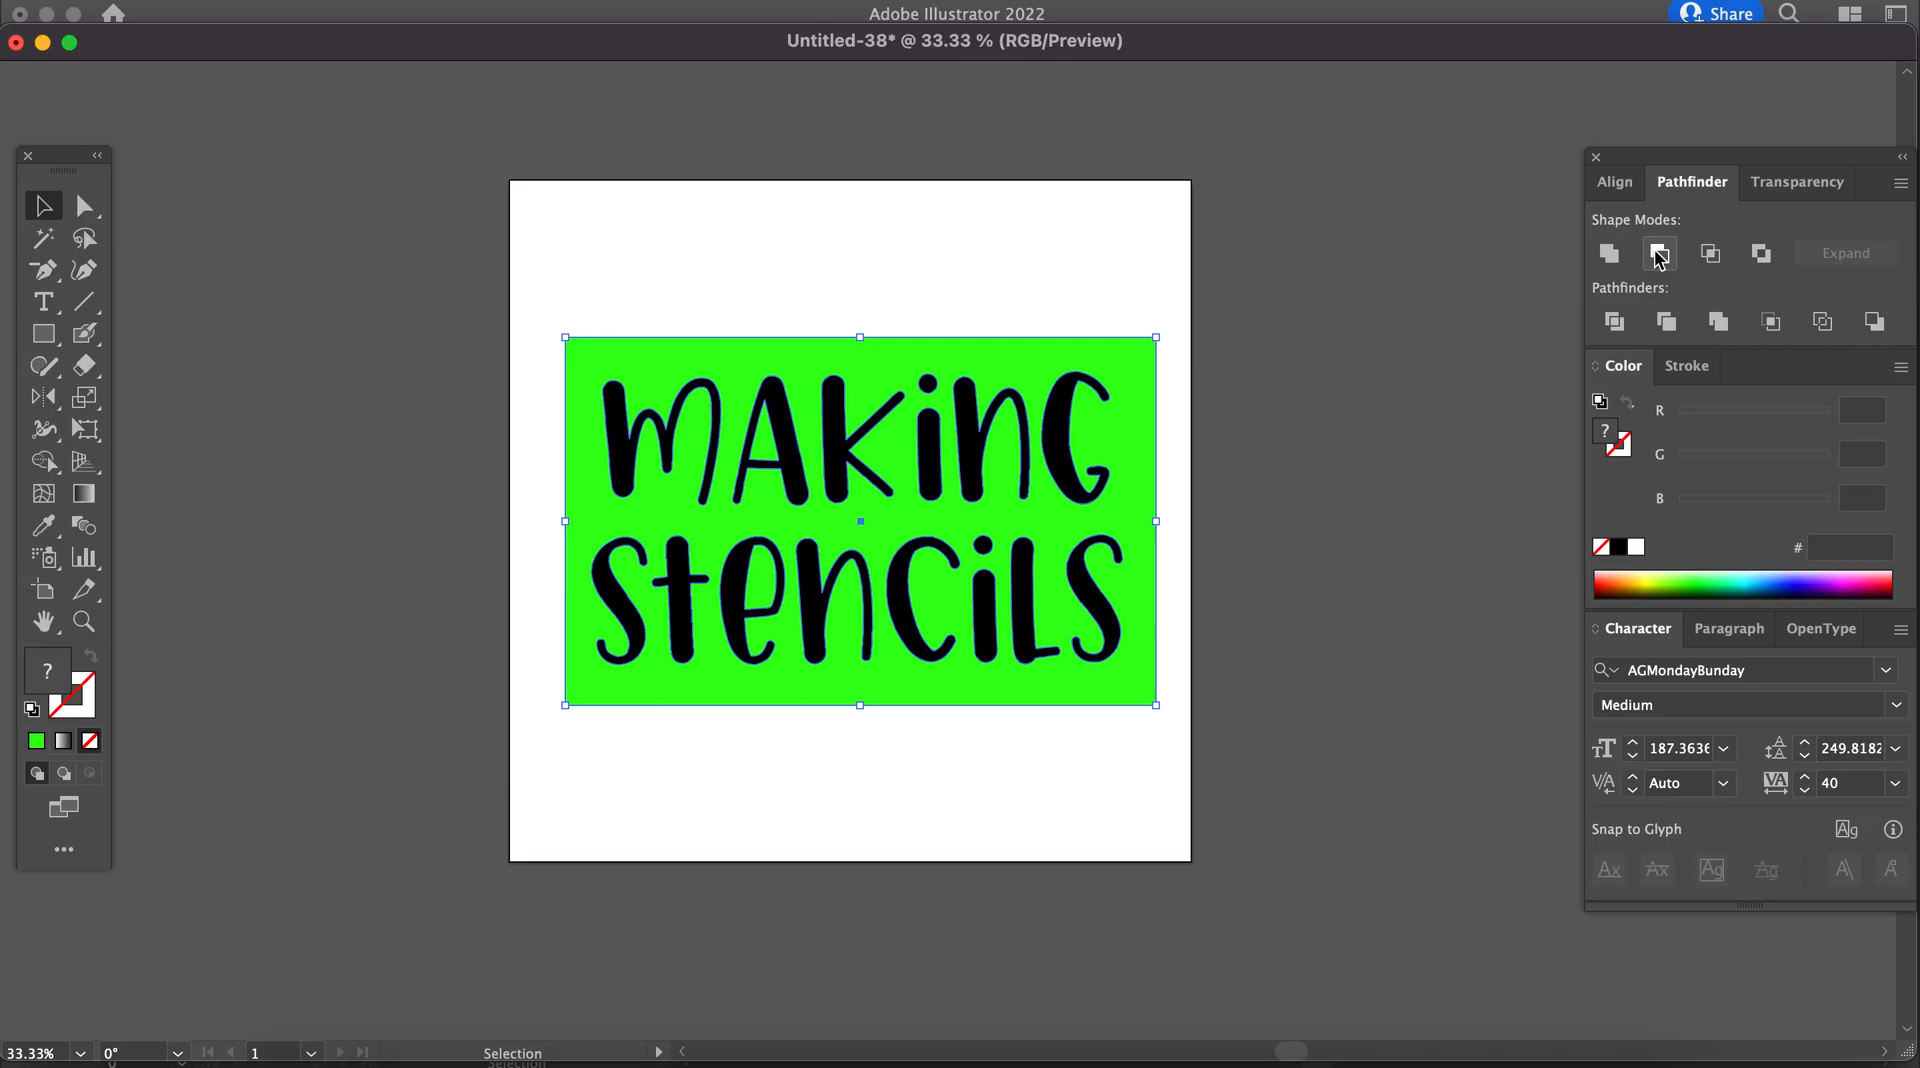 Adobe Illustrator 2022
Share
Untitled-38* @ 33.33 % (RGB/Preview)
Align Pathfinder Transparency
Shape Modes:
Expand
Pathfinders:
Color Stroke
R
G
B
#
MAKinG
StenCiLS
Character Paragraph OpenType
AGMondayBunday
Medium
187.3636 249.8182
Auto 40
Snap to Glyph
33.33% 0° 1 Selection